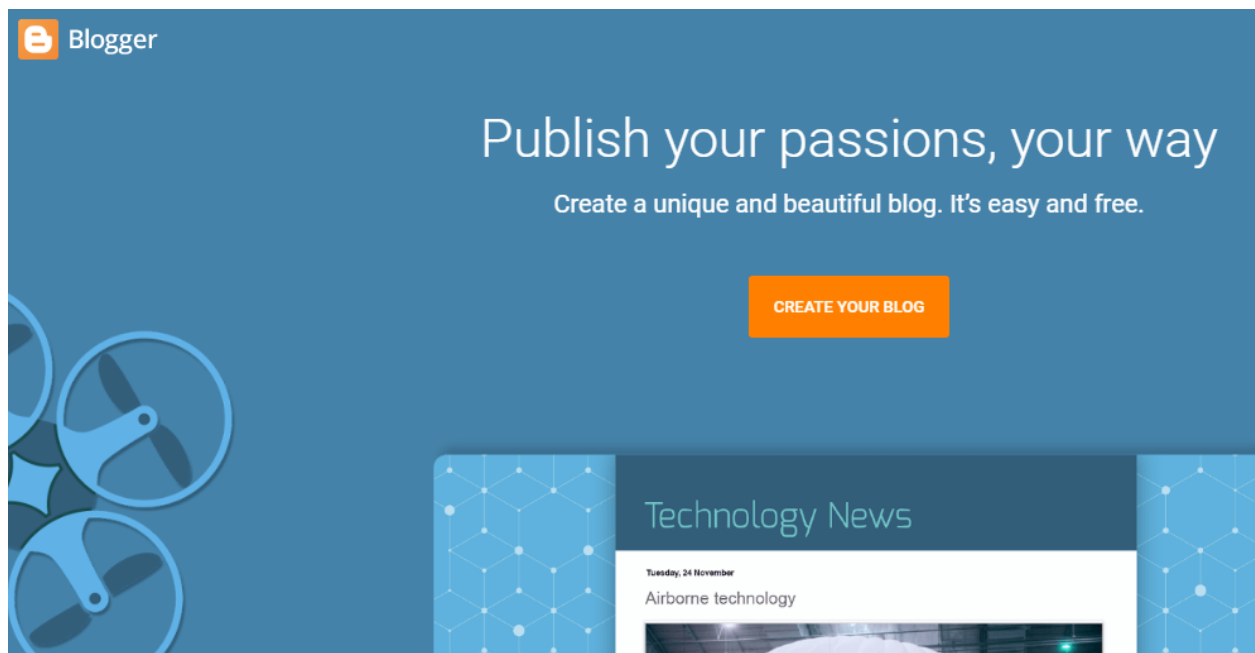 Blogger
Publish your passions, your way
Create a unique and beautiful blog. It’s easy and free.
CREATE YOUR BLOG
Technology News
Tuesday, 24 November
Airborne technology